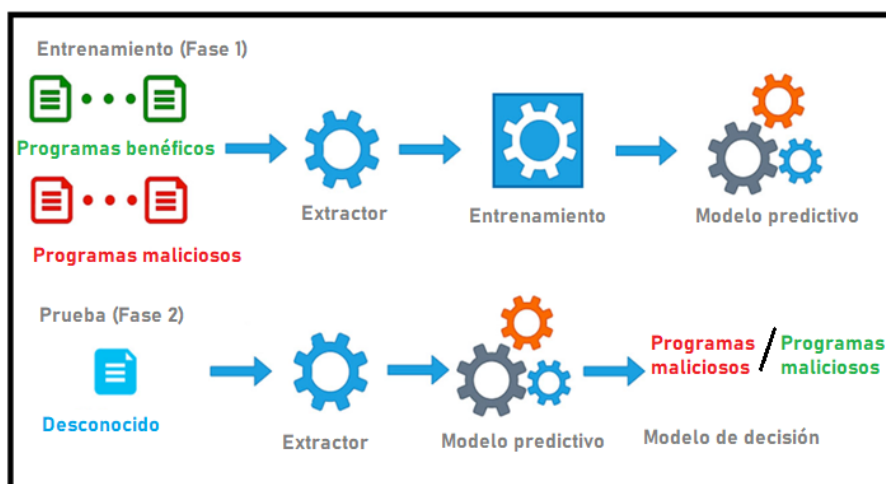 Entrenamiento (Fase 1)
Programas benéficos
Programas maliciosos
Extractor
Entrenamiento
Modelo predictivo
Prueba (Fase 2)
Desconocido
Extractor
Modelo predictivo
Programas
maliciosos
/
Programas
maliciosos
Modelo de decisión